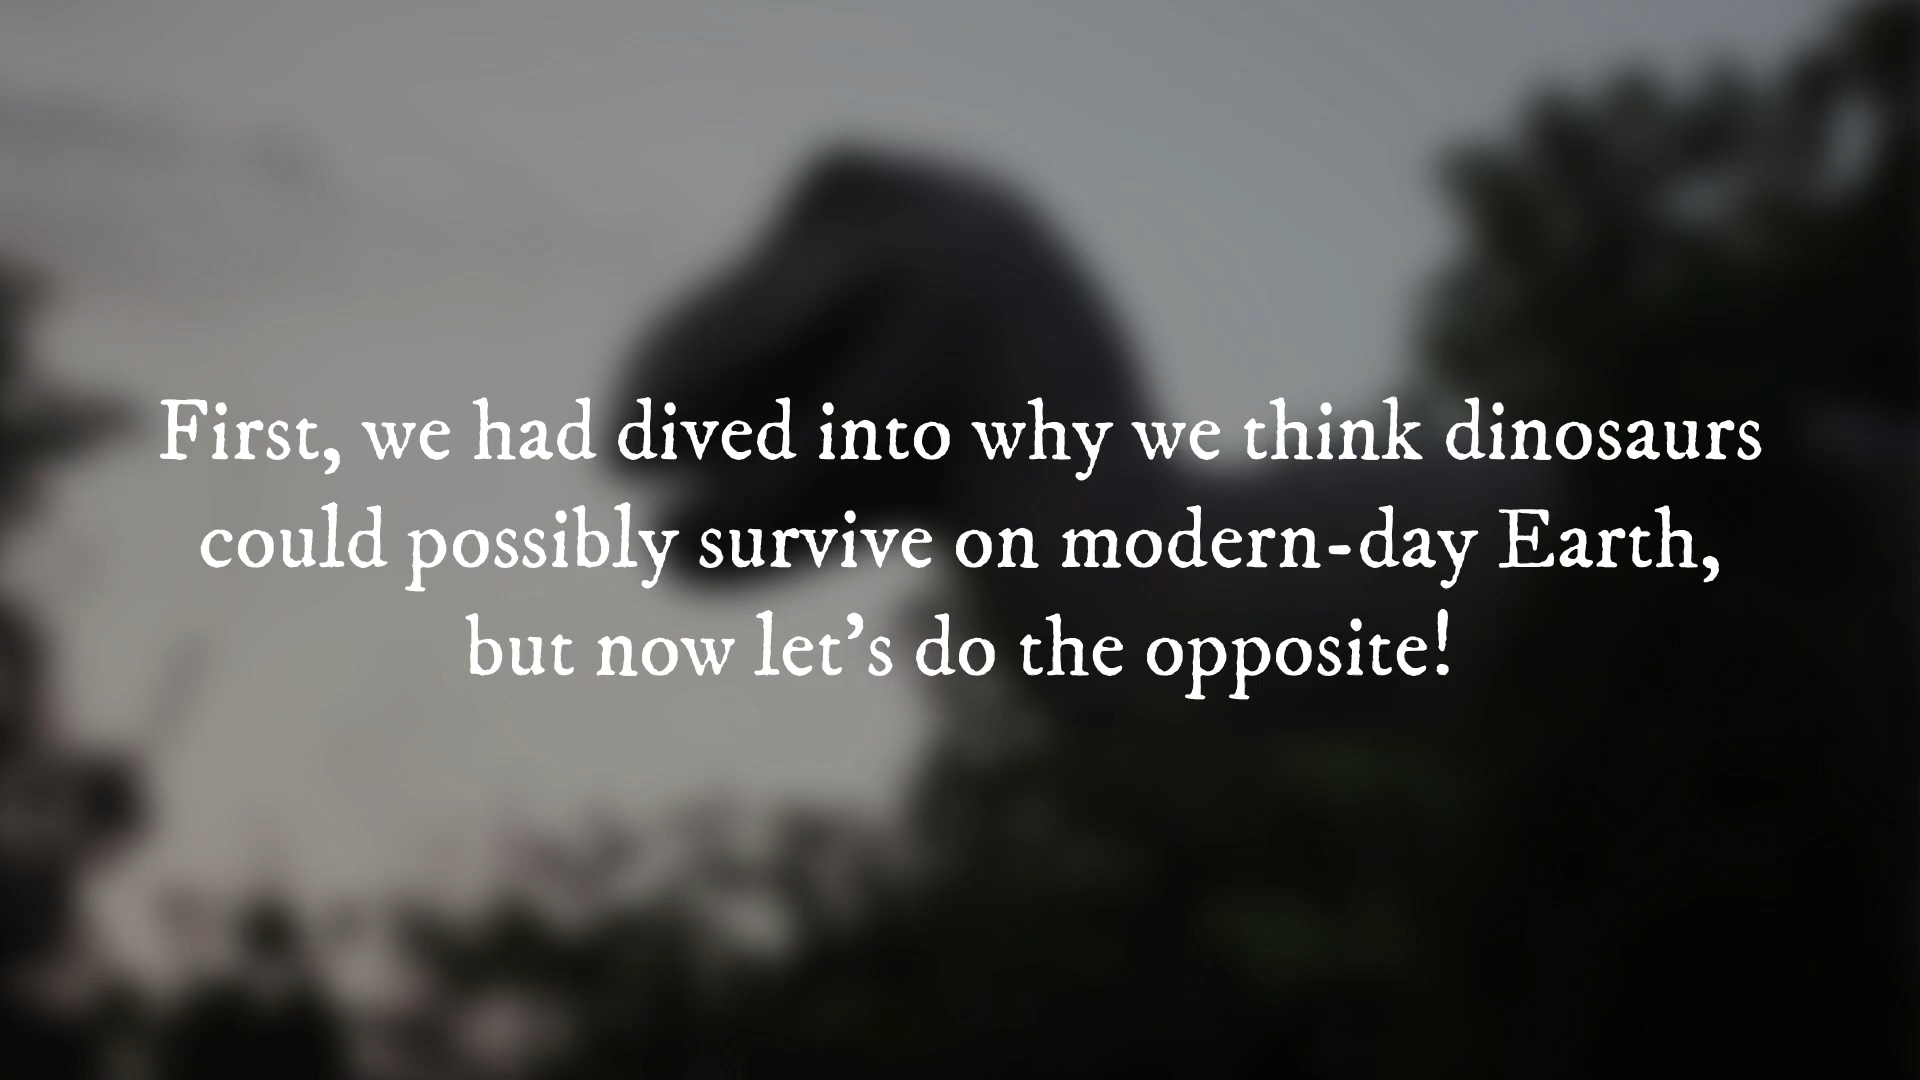 First, we had dived into why we think dinosaurs
could possibly survive on modern-day Earth,
but now let’s do the opposite!